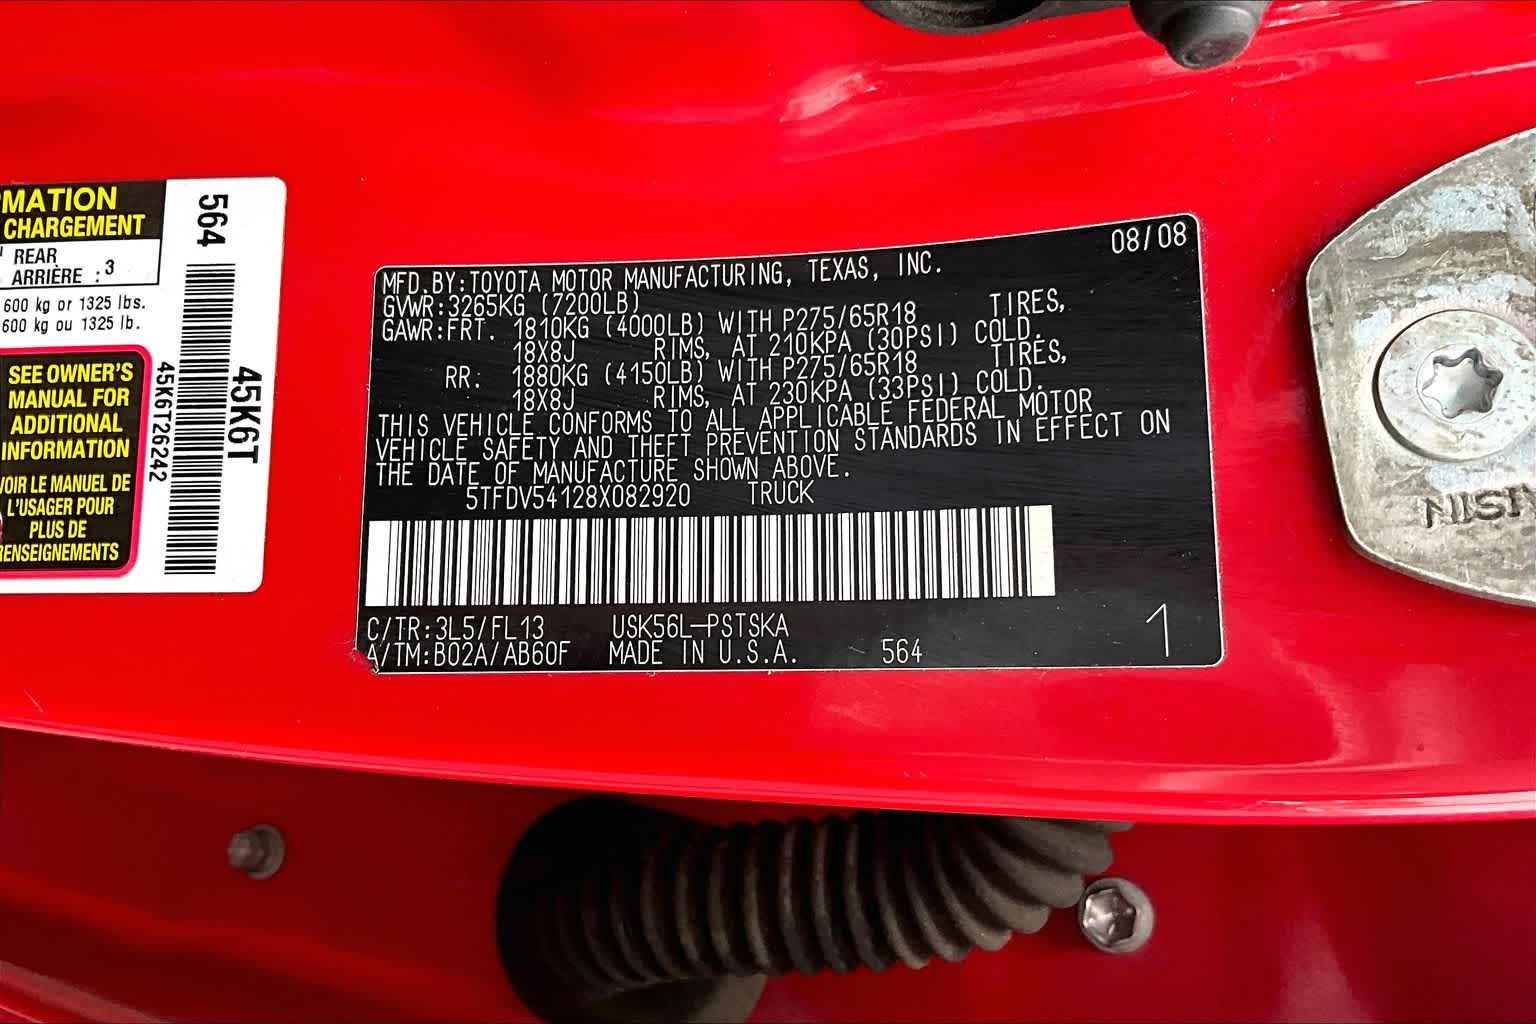 MATION
CHARGEMENT
REAR
ARRIÈRE : 3
600 kg or 1325 lbs.
600 kg ou 1325 lb.
SEE OWNER'S
MANUAL FOR
ADDITIONAL
INFORMATION
VOIR LE MANUEL DE
L'USAGER POUR
PLUS DE
RENSEIGNEMENTS
564
45K6T
45K6T26242
08/08
MFD.BY:TOYOTA MOTOR MANUFACTURING, TEXAS, INC.
GVWR:3265KG (7200LB)
GAWR:FRT. 1810KG (4000LB) WITH P275/65R18 TIRES,
18X8J RIMS, AT 210KPA (30PSI) COLD.
RR: 1880KG (4150LB) WITH P275/65R18 TIRES,
18X8J RIMS, AT 230KPA (33PSI) COLD.
THIS VEHICLE CONFORMS TO ALL APPLICABLE FEDERAL MOTOR
VEHICLE SAFETY AND THEFT PREVENTION STANDARDS IN EFFECT ON
THE DATE OF MANUFACTURE SHOWN ABOVE.
5TFDV54128X082920 TRUCK
C/TR:3L5/FL13 USK56L-PSTSKA
A/TM:B02A/AB60F MADE IN U.S.A. 564
1
AISIN